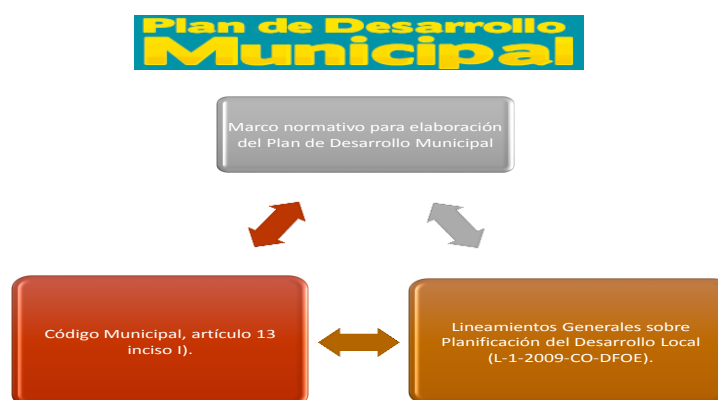 Plan de Desarrollo
Municipal
Marco normativo para elaboración
del Plan de Desarrollo Municipal
Código Municipal, artículo 13
inciso I).
Lineamientos Generales sobre
Planificación del Desarrollo Local
(L-1-2009-CO-DFOE).